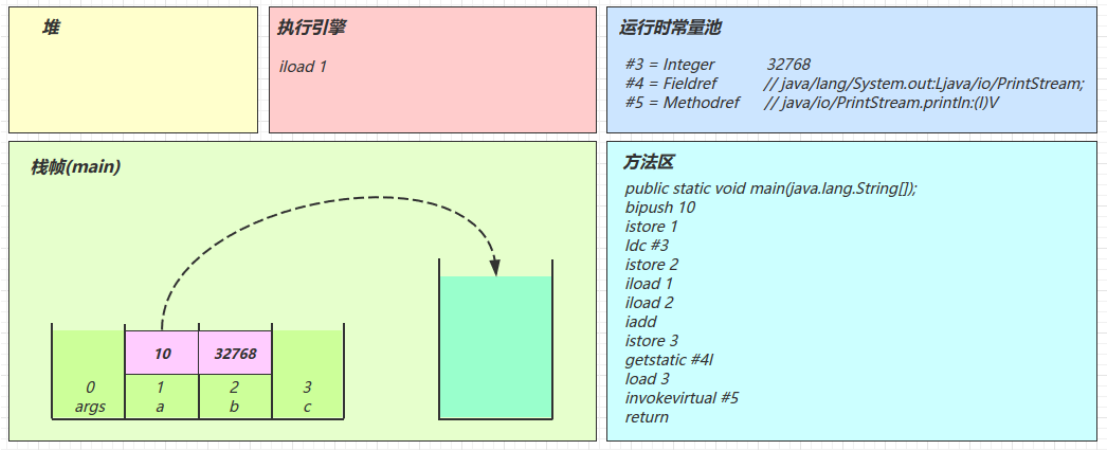 堆
执行引擎
iload 1
运行时常量池
#3 = Integer 32768
#4 = Fieldref // java/lang/System.out:Ljava/io/PrintStream;
#5 = Methodref // java/io/PrintStream.println:(I)V
栈帧(main)
10 32768
0 1 2 3
args a b c
方法区
public static void main(java.lang.String[]);
bipush 10
istore 1
ldc #3
istore 2
iload 1
iload 2
iadd
istore 3
getstatic #4l
load 3
invokevirtual #5
return